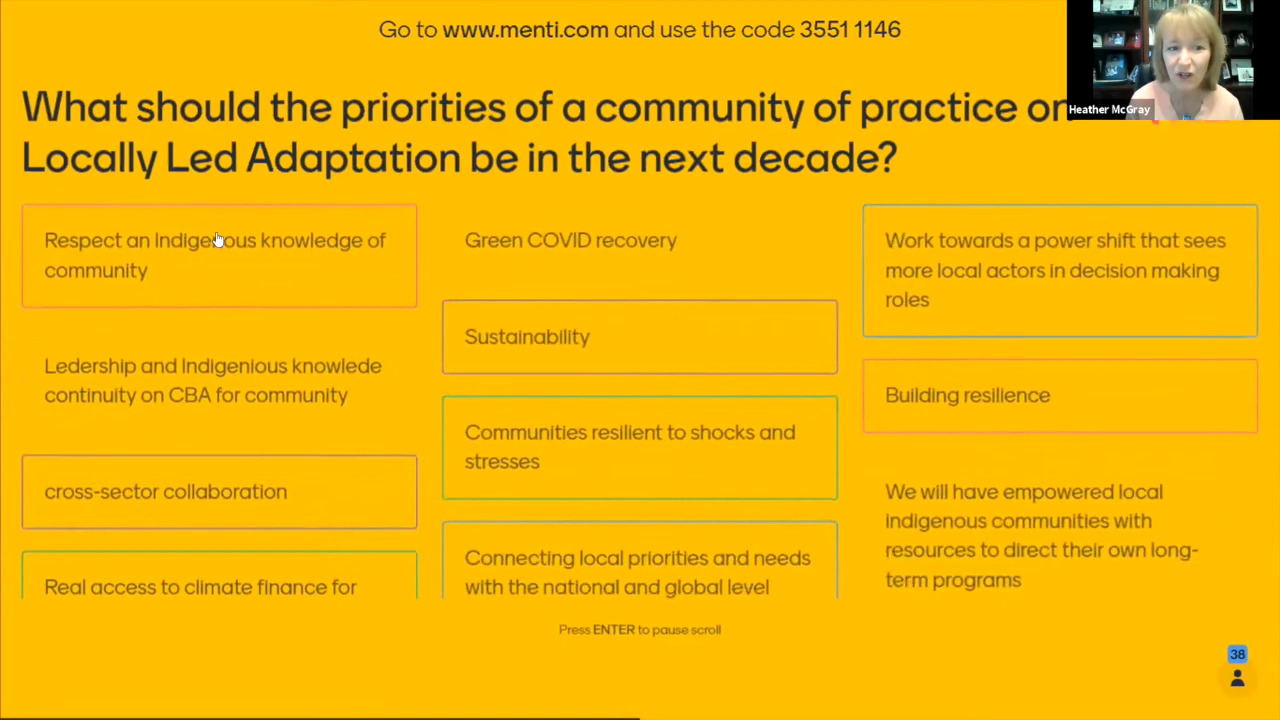 Go to www.menti.com and use the code 3551 1146
Heather McGray
What should the priorities of a community of practice on
Locally Led Adaptation be in the next decade?
Respect an Indigenous knowledge of
community
Ledership and Indigenious knowlede
continuity on CBA for community
cross-sector collaboration
Real access to climate finance for
Green COVID recovery
Sustainability
Communities resilient to shocks and
stresses
Connecting local priorities and needs
with the national and global level
Work towards a power shift that sees
more local actors in decision making
roles
Building resilience
We will have empowered local
Indigenous communities with
resources to direct their own long-
term programs
Press ENTER to pause scroll
38